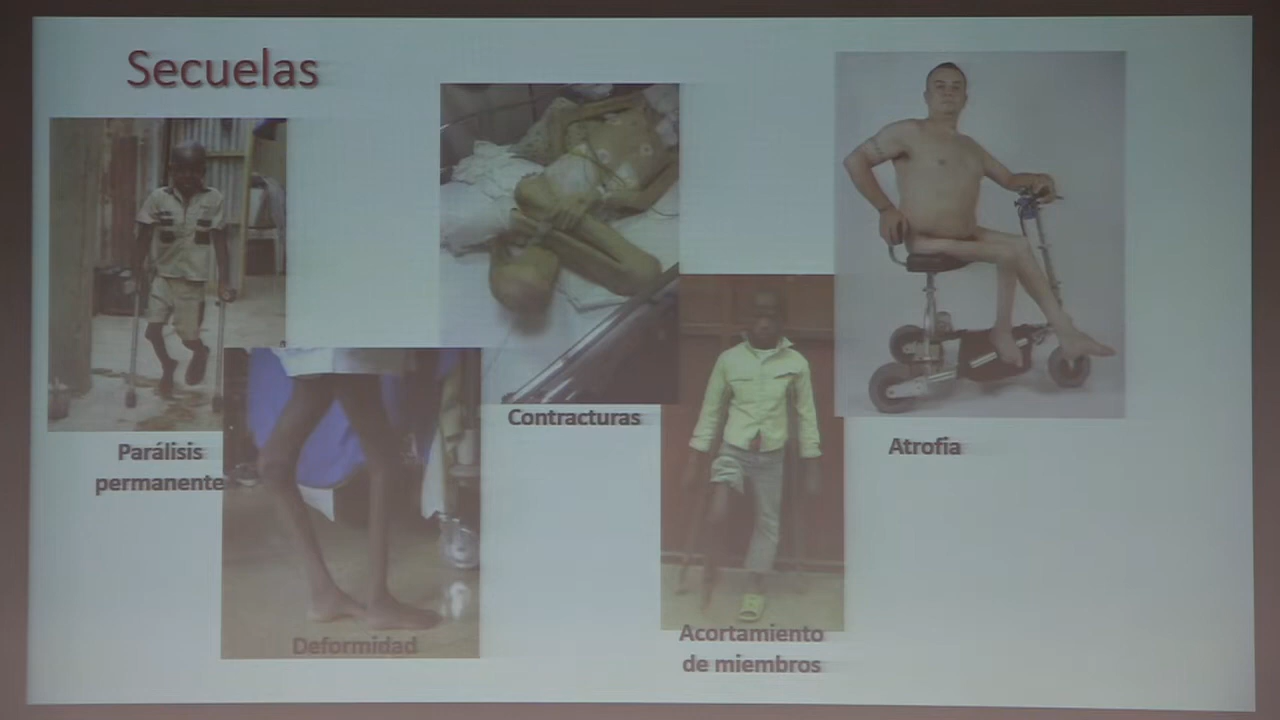 Secuelas
Parálisis
permanente
Deformidad
Contracturas
Acortamiento
de miembros
Atrofia